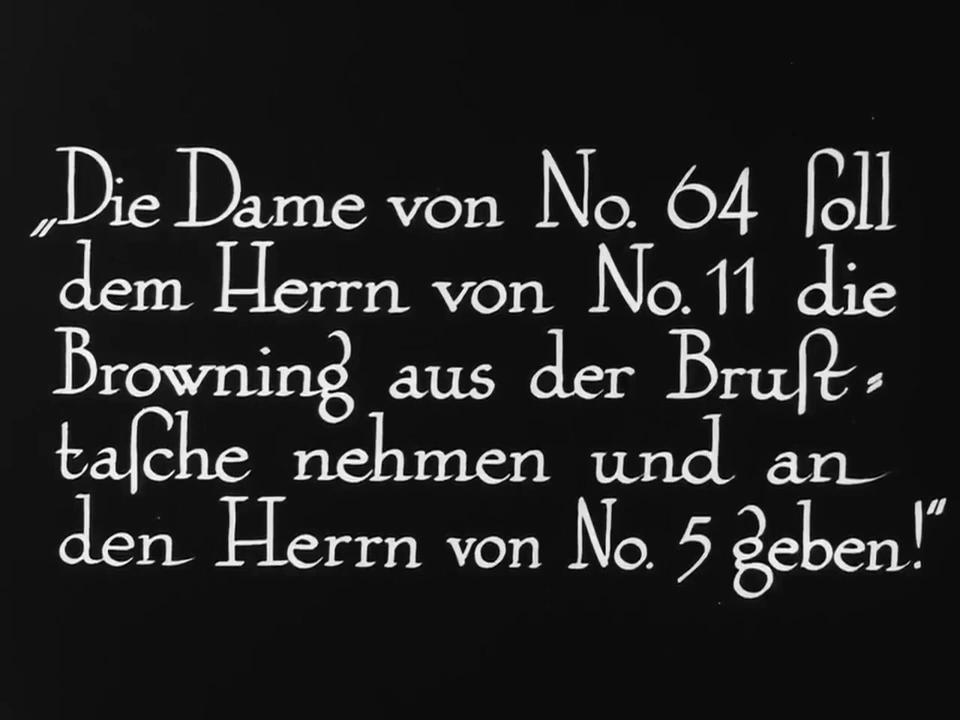 „Die Dame von No. 64 ſoll
dem Herrn von No. 11 die
Browning aus der Bruſt⸗
taſche nehmen und an
den Herrn von No. 5 geben!“